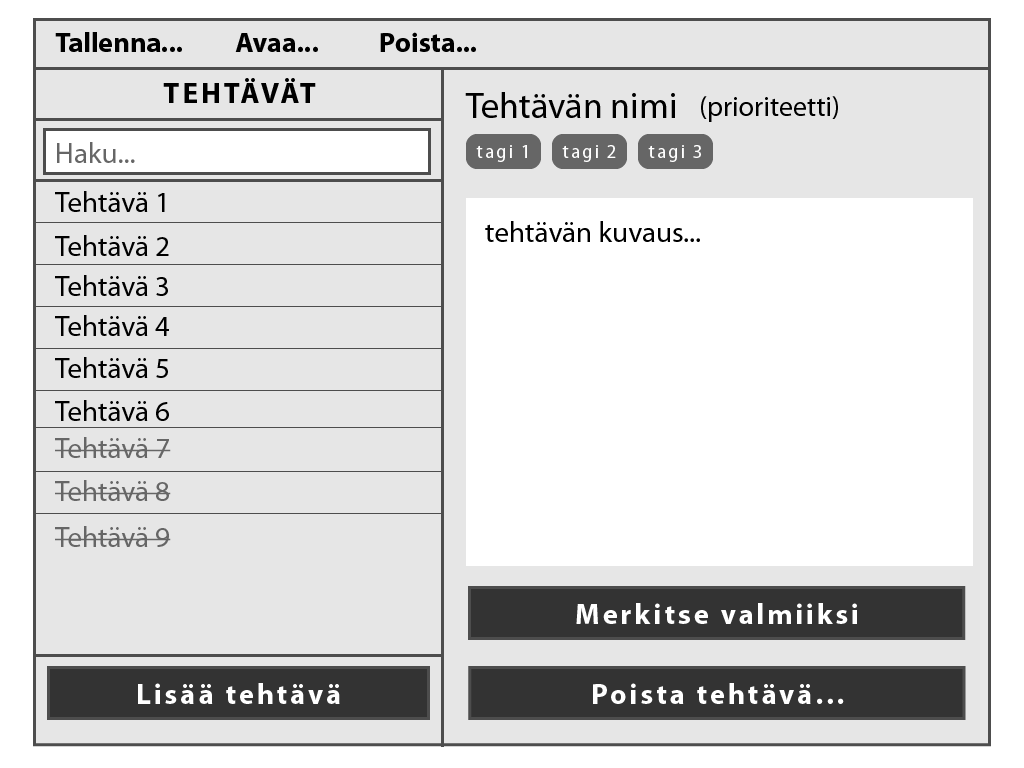 Tallenna... Avaa... Poista...
TEHTÄVÄT
Haku...
Tehtävä 1
Tehtävä 2
Tehtävä 3
Tehtävä 4
Tehtävä 5
Tehtävä 6
Tehtävä 7
Tehtävä 8
Tehtävä 9
Lisää tehtävä
Tehtävän nimi (prioriteetti)
tagi 1 tagi 2 tagi 3
tehtävän kuvaus...
Merkitse valmiiksi
Poista tehtävä...